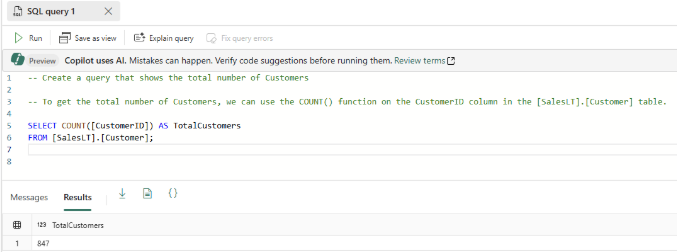 SQL query 1
Run Save as view Explain query Fix query errors
Preview Copilot uses AI. Mistakes can happen. Verify code suggestions before running them. Review terms
1 -- Create a query that shows the total number of Customers
2
3 -- To get the total number of Customers, we can use the COUNT() function on the CustomerID column in the [SalesLT].[Customer] table.
4
5 SELECT COUNT([CustomerID]) AS TotalCustomers
6 FROM [SalesLT].[Customer];
7
8
Messages Results
123 TotalCustomers
1 847